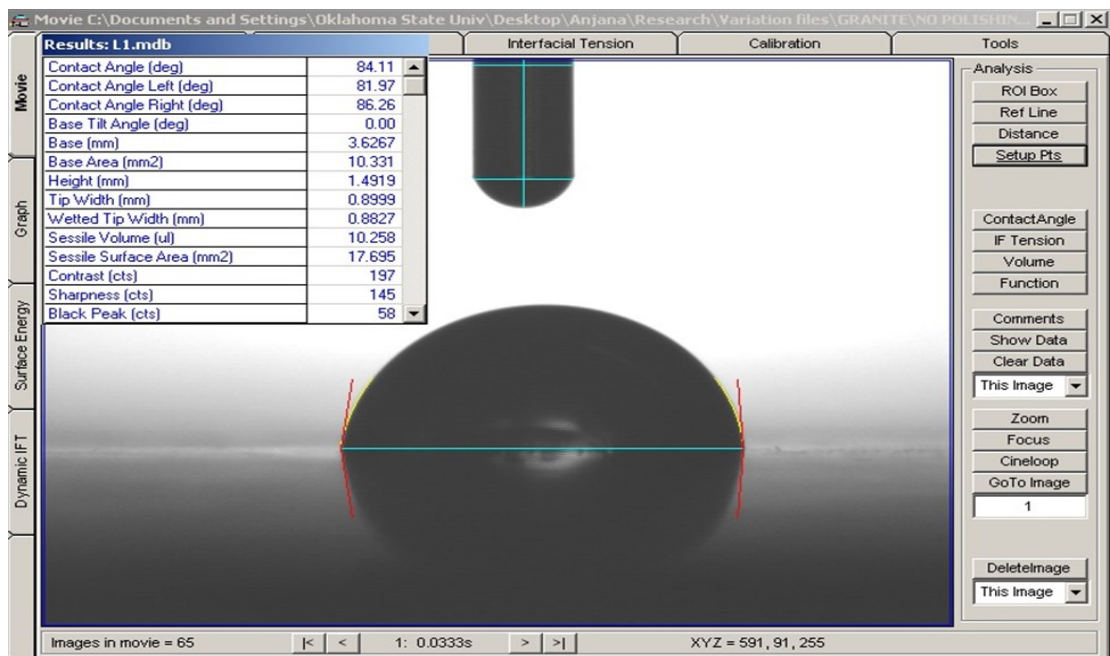 Movie C:\Documents and Settings\Oklahoma State Univ\Desktop\Anjana\Research\Variation files\GRANITE\NO POLISHIN...
Results: L1.mdb
Interfacial Tension
Calibration
Tools
Movie
Graph
Surface Energy
Dynamic IFT
Contact Angle (deg) 84.11
Contact Angle Left (deg) 81.97
Contact Angle Right (deg) 86.26
Base Tilt Angle (deg) 0.00
Base (mm) 3.6267
Base Area (mm2) 10.331
Height (mm) 1.4919
Tip Width (mm) 0.8999
Wetted Tip Width (mm) 0.8827
Sessile Volume (ul) 10.258
Sessile Surface Area (mm2) 17.695
Contrast (cts) 197
Sharpness (cts) 145
Black Peak (cts) 58
Analysis
ROI Box
Ref Line
Distance
Setup Pts
ContactAngle
IF Tension
Volume
Function
Comments
Show Data
Clear Data
This Image
Zoom
Focus
Cineloop
GoTo Image
1
DeleteImage
This Image
Images in movie = 65 |< < 1: 0.0333s > >| XYZ = 591, 91, 255